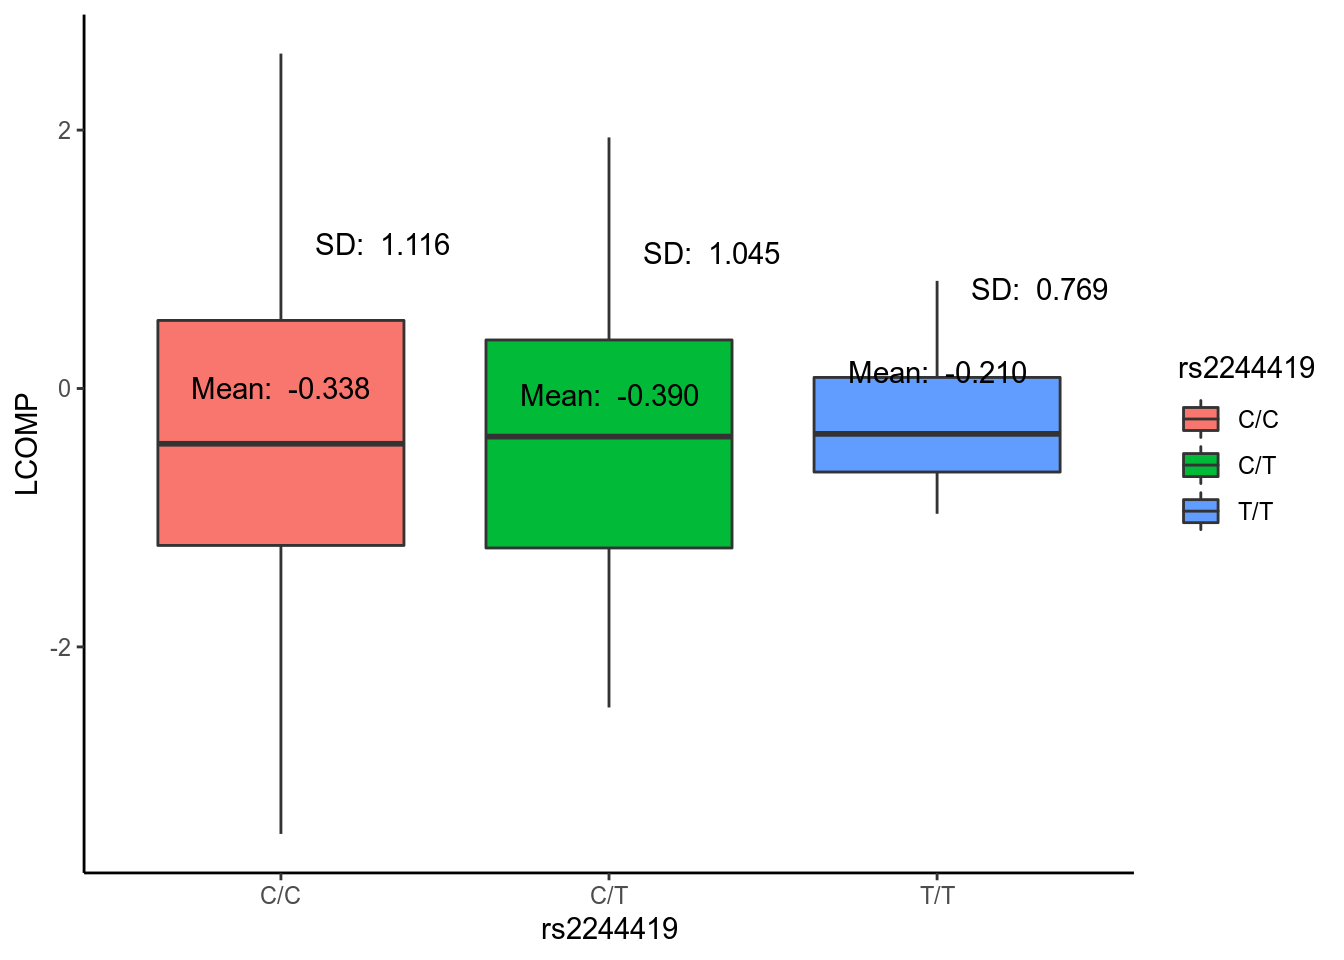 LCOMP
2
0
-2
SD:  1.116
SD:  1.045
SD:  0.769
Mean:  -0.338
Mean:  -0.390
Mean:  -0.210
C/C
C/T
T/T
rs2244419
rs2244419
C/C
C/T
T/T